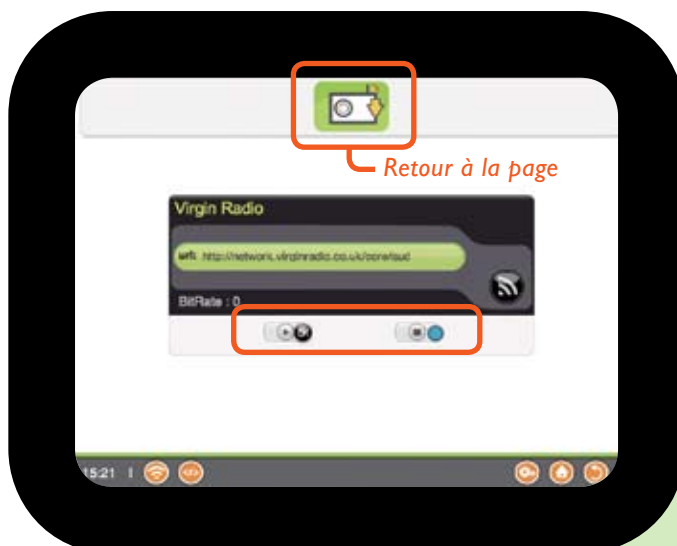 Retour à la page
Virgin Radio
url: http://network.virginradio.co.uk/core/aud
BitRate : 0
15:21